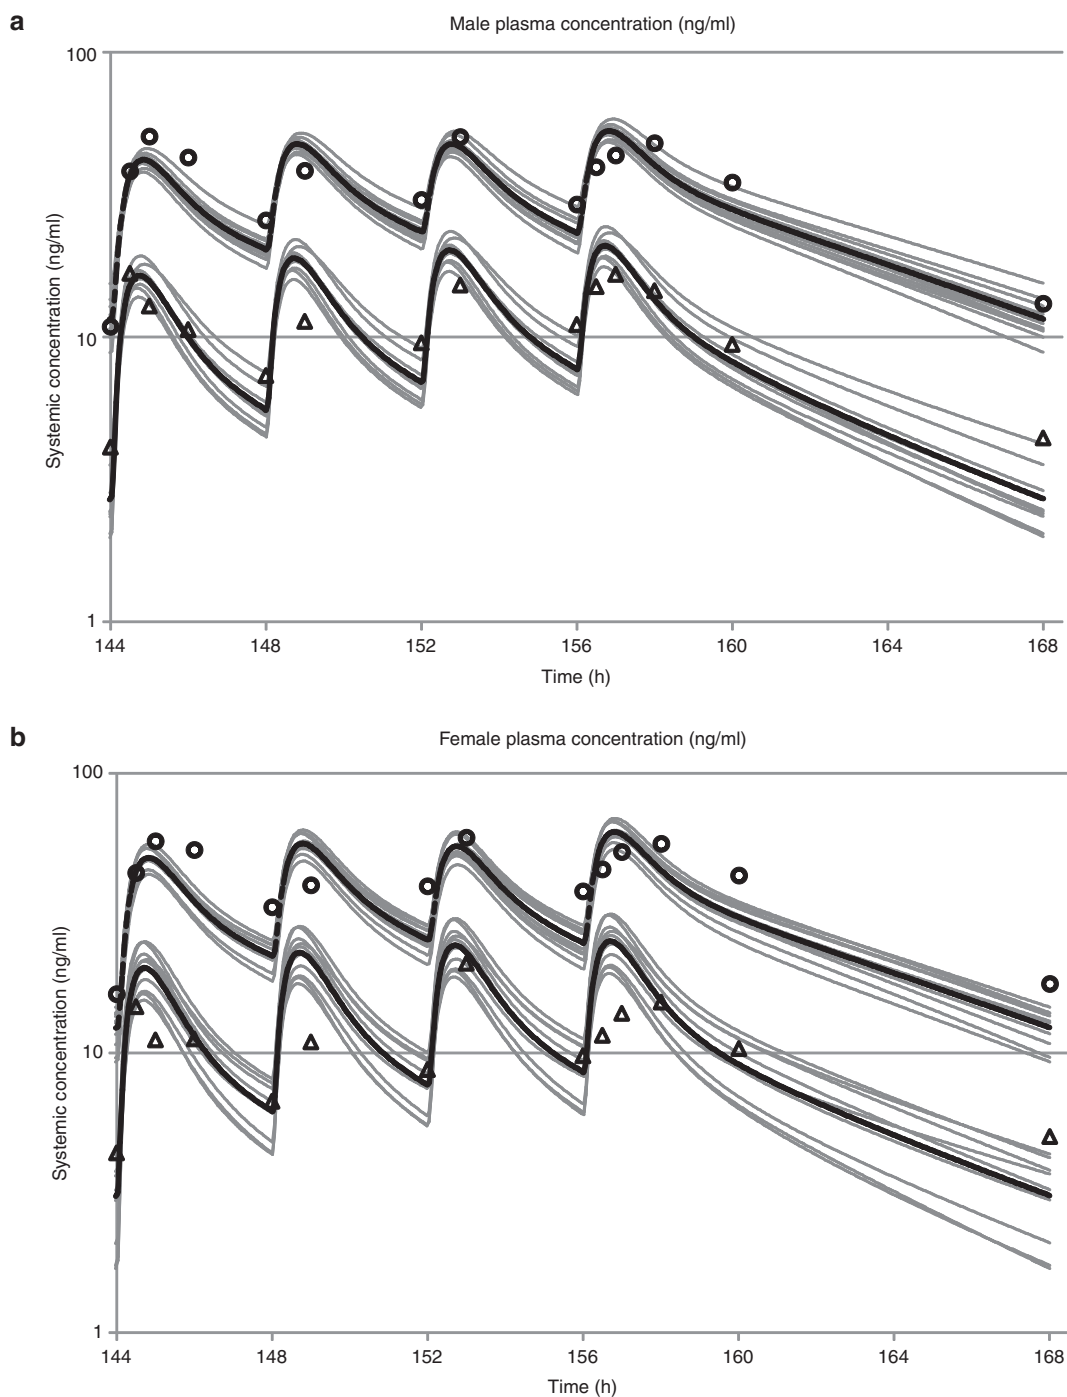 a
Male plasma concentration (ng/ml)
100
10
1
Systemic concentration (ng/ml)
144 148 152 156 160 164 168
Time (h)
b
Female plasma concentration (ng/ml)
100
10
1
Systemic concentration (ng/ml)
144 148 152 156 160 164 168
Time (h)